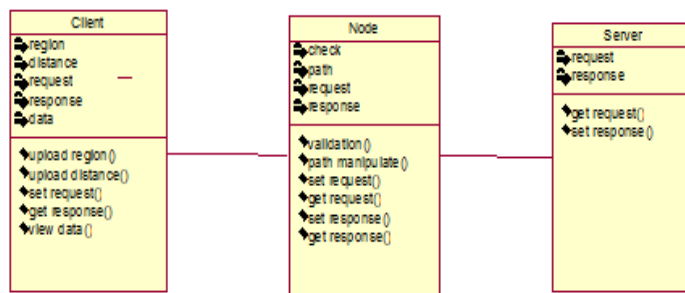 Client
region
distance
request
response
data
upload region()
upload distance()
set request()
get response()
view data()
Node
check
path
request
response
validation()
path manipulate()
set request()
get request()
set response()
get response()
Server
request
response
get request()
set response()